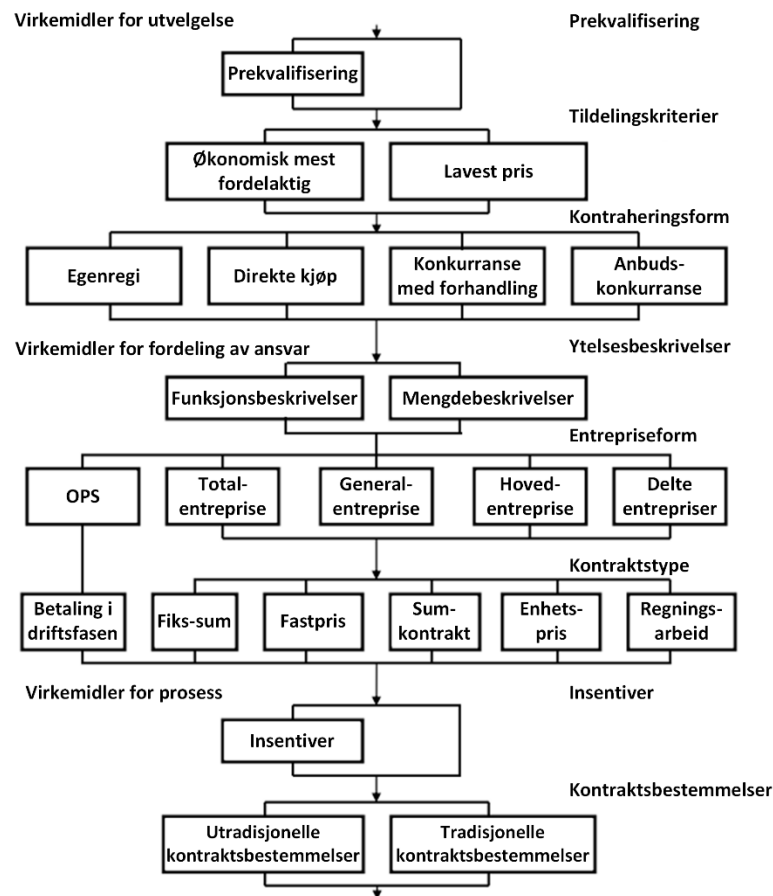 Virkemidler for utvelgelse
Prekvalifisering
Prekvalifisering
Tildelingskriterier
Økonomisk mest
fordelaktig
Lavest pris
Kontraheringsform
Egenregi
Direkte kjøp
Konkurranse
med forhandling
Anbuds-
konkurranse
Virkemidler for fordeling av ansvar
Ytelsesbeskrivelser
Funksjonsbeskrivelser
Mengdebeskrivelser
Entrepriseform
OPS
Total-
entreprise
General-
entreprise
Hoved-
entreprise
Delte
entrepriser
Kontraktstype
Betaling i
driftsfasen
Fiks-sum
Fastpris
Sum-
kontrakt
Enhets-
pris
Regnings-
arbeid
Virkemidler for prosess
Insentiver
Insentiver
Kontraktsbestemmelser
Utradisjonelle
kontraktsbestemmelser
Tradisjonelle
kontraktsbestemmelser